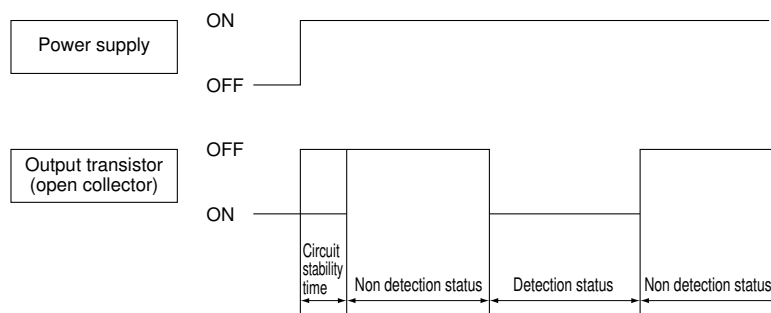 Power supply
ON
OFF
Output transistor
(open collector)
OFF
ON
Circuit
stability
time
Non detection status
Detection status
Non detection status